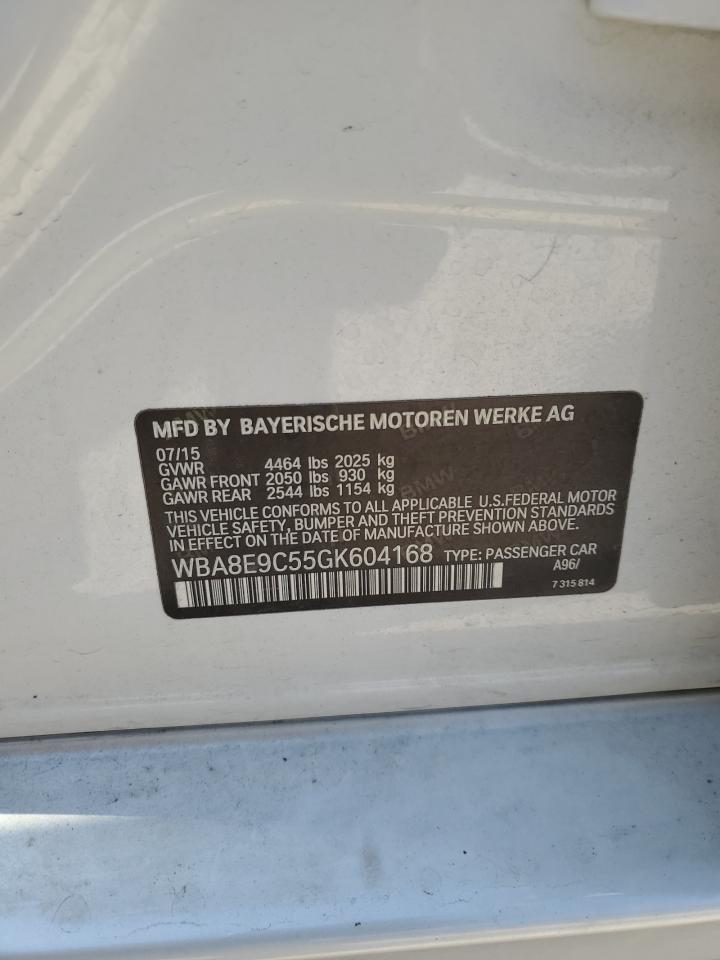 MFD BY BAYERISCHE MOTOREN WERKE AG
07/15
GVWR 4464 lbs 2025 kg
GAWR FRONT 2050 lbs 930 kg
GAWR REAR 2544 lbs 1154 kg
THIS VEHICLE CONFORMS TO ALL APPLICABLE U.S.FEDERAL MOTOR
VEHICLE SAFETY, BUMPER AND THEFT PREVENTION STANDARDS
IN EFFECT ON THE DATE OF MANUFACTURE SHOWN ABOVE.
WBA8E9C55GK604168 TYPE: PASSENGER CAR
A96/
7 315 814